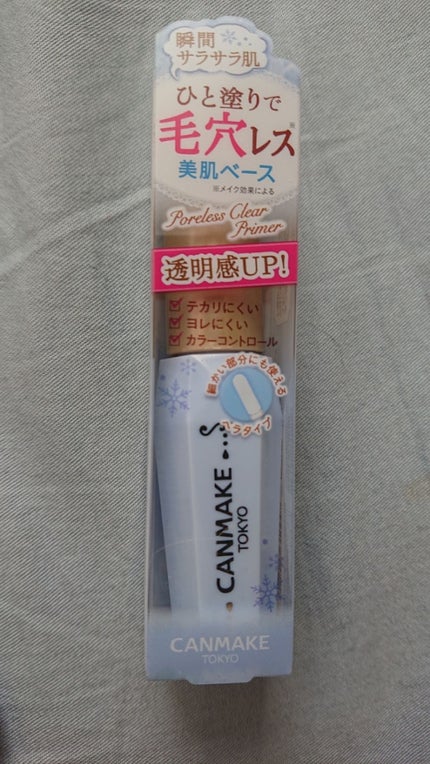 瞬間
サラサラ肌
ひと塗りで
毛穴レス※
美肌ベース
※メイク効果による
Poreless Clear
Primer
透明感UP!
テカリにくい
ヨレにくい
カラーコントロール
細かい部分にも使える
ヘラタイプ
CANMAKE
TOKYO
CANMAKE
TOKYO